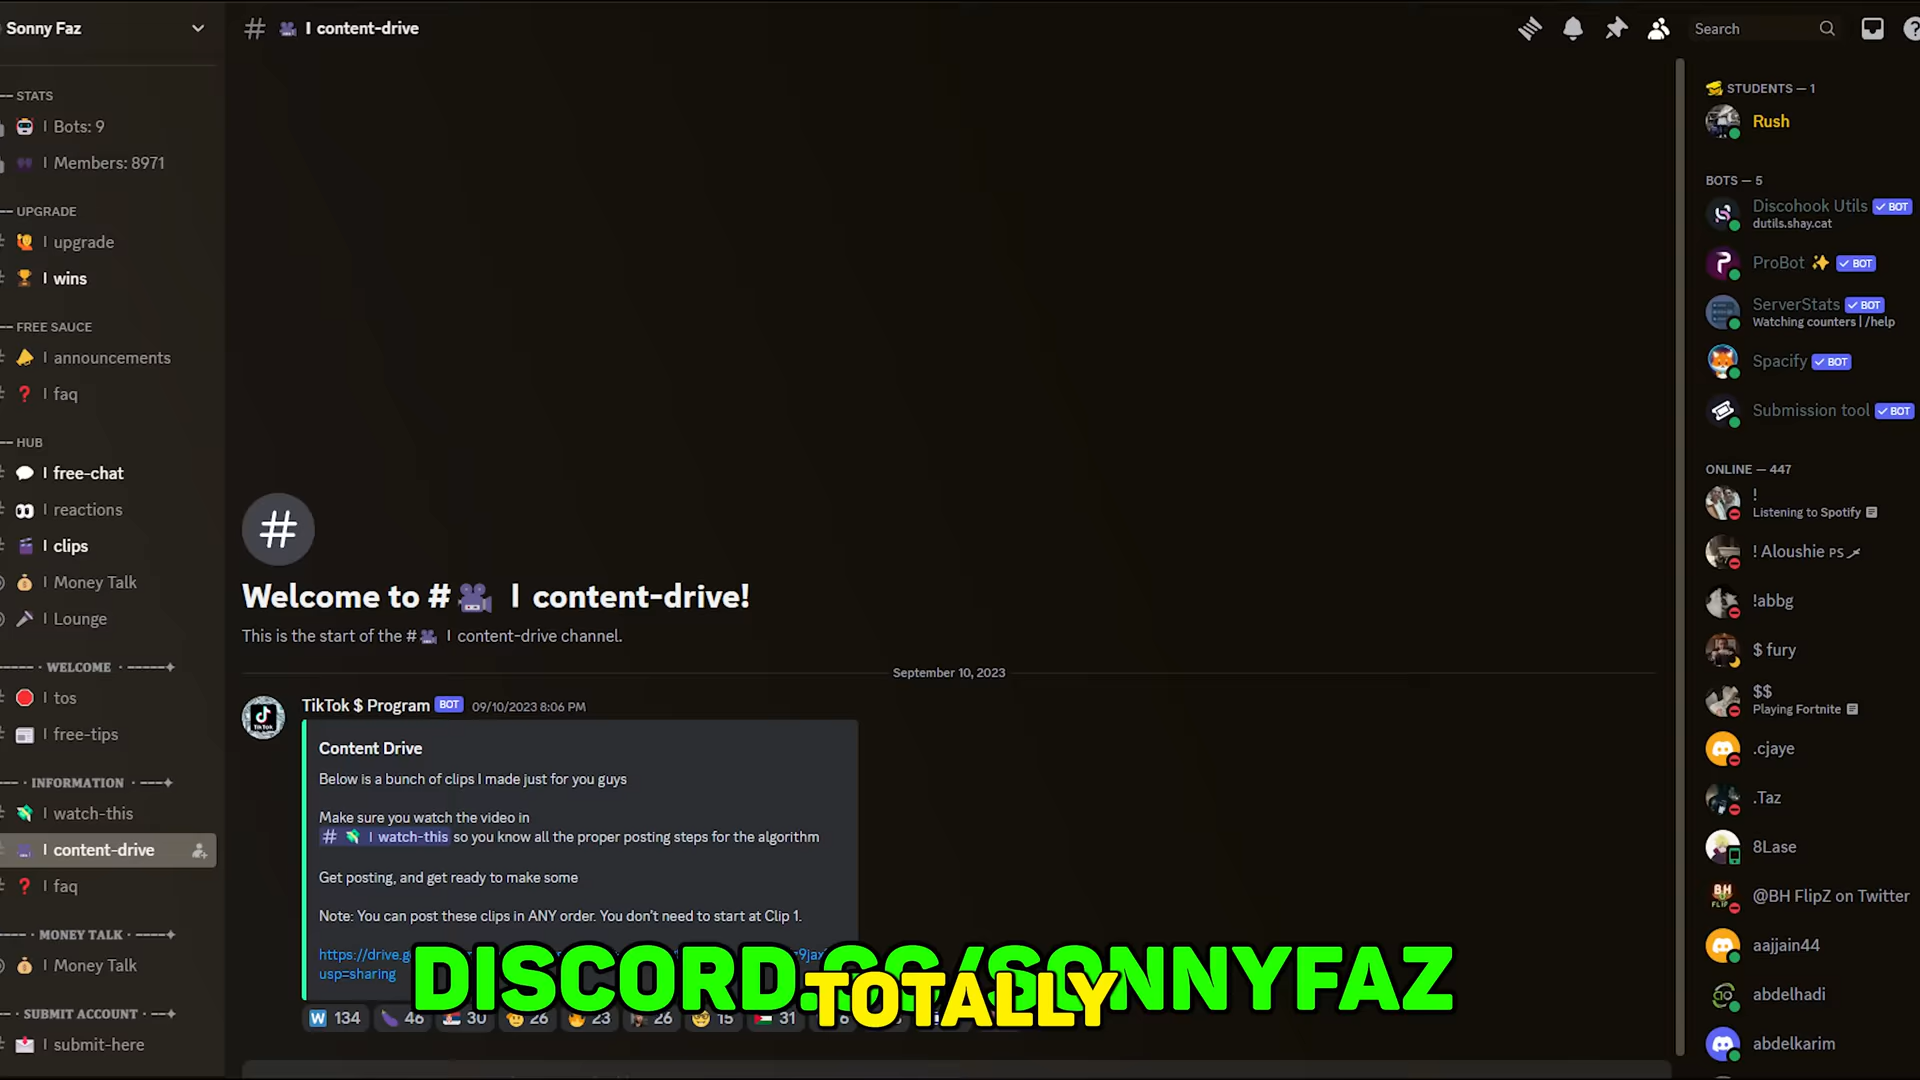 Sonny Faz
STATS
Bots: 9
Members: 8971
UPGRADE
upgrade
wins
FREE SAUCE
announcements
faq
HUB
free-chat
reactions
clips
Money Talk
Lounge
WELCOME
tos
free-tips
INFORMATION
watch-this
content-drive
faq
MONEY TALK
Money Talk
SUBMIT ACCOUNT
submit-here
# | content-drive
Welcome to # | content-drive!
This is the start of the # | content-drive channel.
September 10, 2023
TikTok $ Program BOT 09/10/2023 8:06 PM
Content Drive
Below is a bunch of clips I made just for you guys
Make sure you watch the video in
# | watch-this so you know all the proper posting steps for the algorithm
Get posting, and get ready to make some
Note: You can post these clips in ANY order. You don't need to start at Clip 1.
usp=sharing
DISCORD.GG/SONNYFAZ
TOTALLY
134 46 30 26 23 26 15 31
Search
STUDENTS — 1
Rush
BOTS — 5
Discohook Utils BOT
dutils.shay.cat
ProBot BOT
ServerStats BOT
Watching counters | /help
Spacify BOT
Submission tool BOT
ONLINE — 447
!
Listening to Spotify
! Aloushie PS
!abbg
$ fury
$$
Playing Fortnite
.cjaye
.Taz
8Lase
@BH FlipZ on Twitter
aajjain44
abdelhadi
abdelkarim